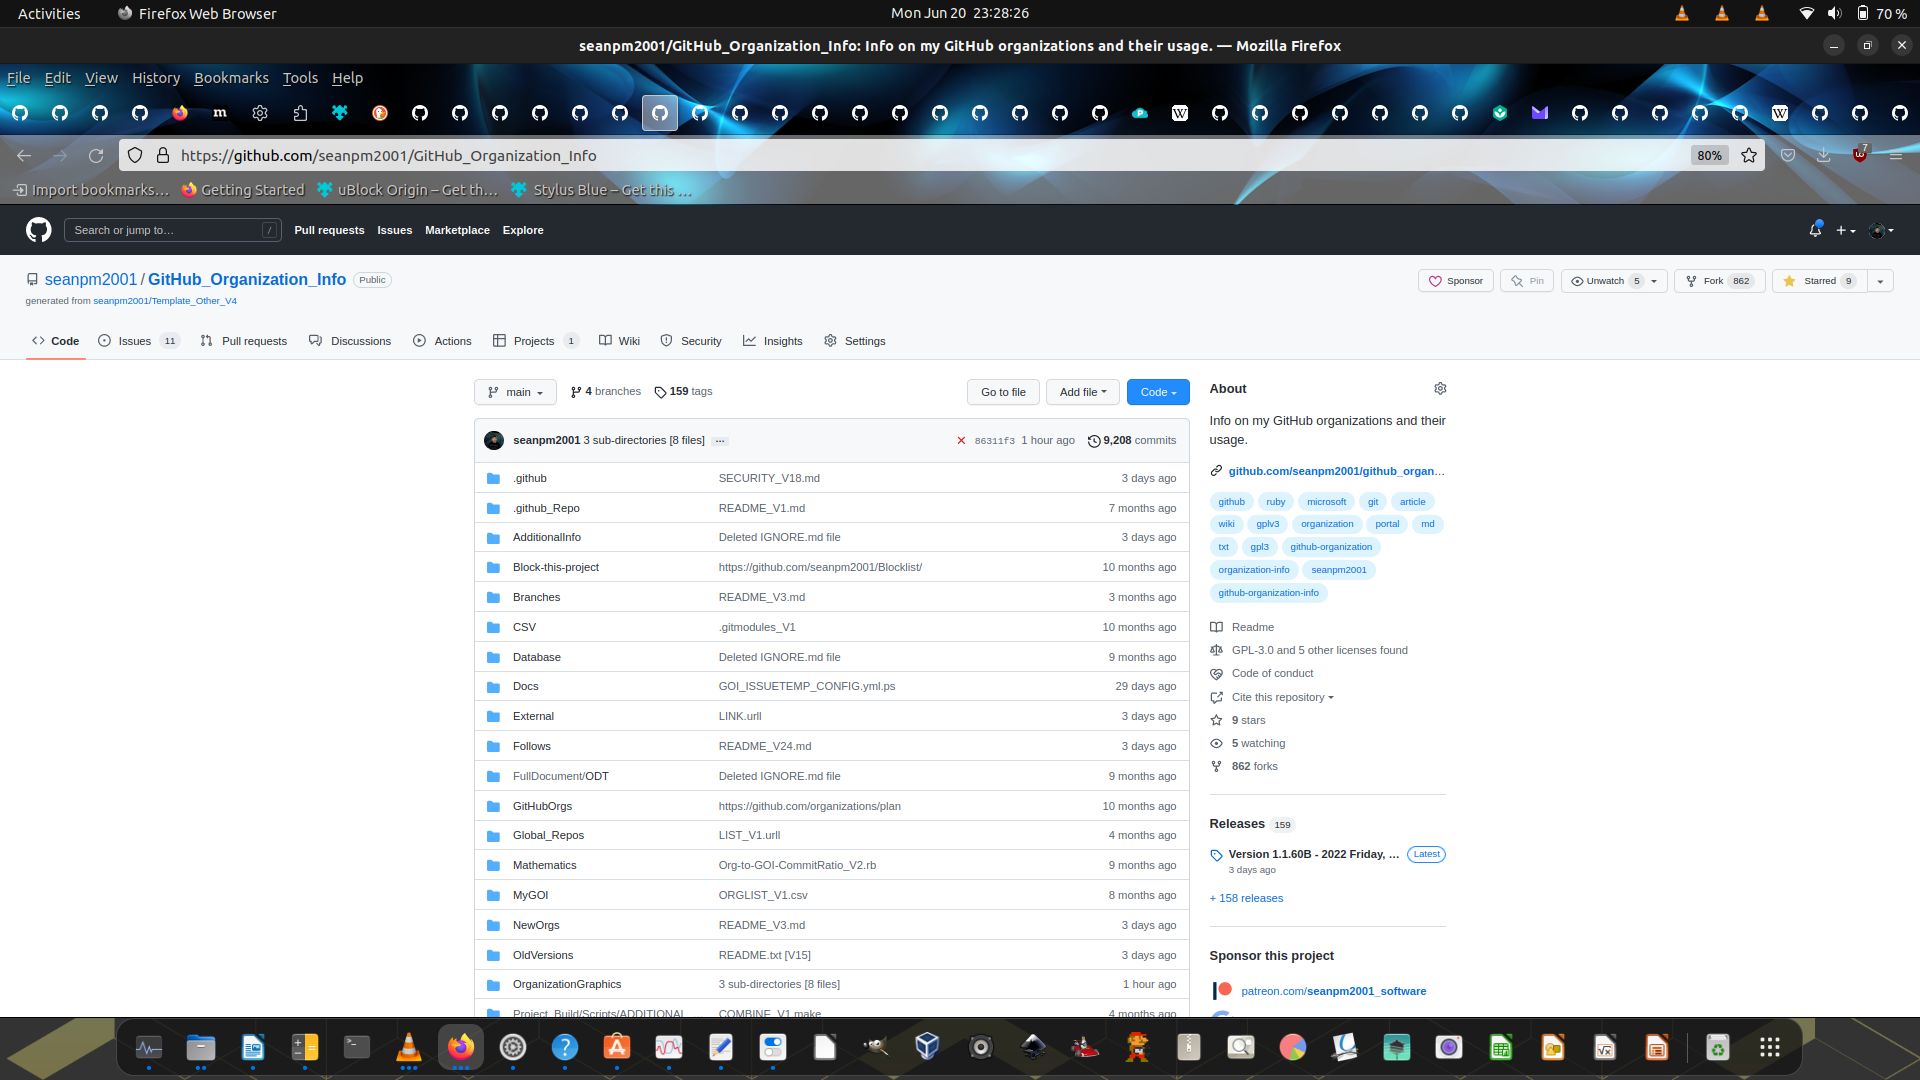 Activities
Firefox Web Browser
Mon Jun 20 23:28:26
70 %
seanpm2001/GitHub_Organization_Info: Info on my GitHub organizations and their usage. — Mozilla Firefox
File Edit View History Bookmarks Tools Help
https://github.com/seanpm2001/GitHub_Organization_Info
80%
7
Import bookmarks…
Getting Started
uBlock Origin – Get th…
Stylus Blue – Get this …
Search or jump to…
/
Pull requests
Issues
Marketplace
Explore
seanpm2001 / GitHub_Organization_Info
Public
generated from seanpm2001/Template_Other_V4
Sponsor
Pin
Unwatch 5
Fork 862
Starred 9
Code
Issues 11
Pull requests
Discussions
Actions
Projects 1
Wiki
Security
Insights
Settings
main
4 branches
159 tags
Go to file
Add file
Code
seanpm2001 3 sub-directories [8 files] ...
86311f3 1 hour ago
9,208 commits
.github SECURITY_V18.md 3 days ago
.github_Repo README_V1.md 7 months ago
AdditionalInfo Deleted IGNORE.md file 3 days ago
Block-this-project https://github.com/seanpm2001/Blocklist/ 10 months ago
Branches README_V3.md 3 months ago
CSV .gitmodules_V1 10 months ago
Database Deleted IGNORE.md file 9 months ago
Docs GOI_ISSUETEMP_CONFIG.yml.ps 29 days ago
External LINK.urll 3 days ago
Follows README_V24.md 3 days ago
FullDocument/ODT Deleted IGNORE.md file 9 months ago
GitHubOrgs https://github.com/organizations/plan 10 months ago
Global_Repos LIST_V1.urll 4 months ago
Mathematics Org-to-GOI-CommitRatio_V2.rb 9 months ago
MyGOI ORGLIST_V1.csv 8 months ago
NewOrgs README_V3.md 3 days ago
OldVersions README.txt [V15] 3 days ago
OrganizationGraphics 3 sub-directories [8 files] 1 hour ago
Project_Build/Scripts/ADDITIONAL… COMBINE_V1.make 4 months ago
About
Info on my GitHub organizations and their
usage.
github.com/seanpm2001/github_organ…
github ruby microsoft git article
wiki gplv3 organization portal md
txt gpl3 github-organization
organization-info seanpm2001
github-organization-info
Readme
GPL-3.0 and 5 other licenses found
Code of conduct
Cite this repository
9 stars
5 watching
862 forks
Releases 159
Version 1.1.60B - 2022 Friday, … Latest
3 days ago
+ 158 releases
Sponsor this project
patreon.com/seanpm2001_software